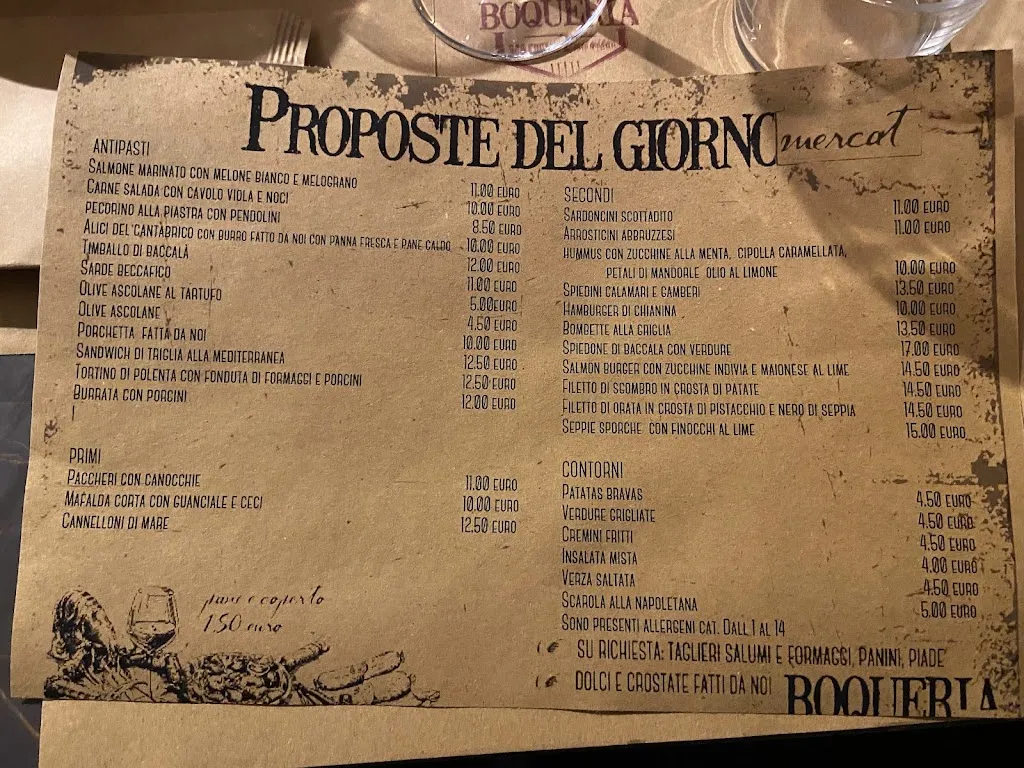 BOQUERIA
PROPOSTE DEL GIORNO mercat
ANTIPASTI
SALMONE MARINATO CON MELONE BIANCO E MELOGRANO 11.00 EURO
CARNE SALADA CON CAVOLO VIOLA E NOCI 10.00 EURO
PECORINO ALLA PIASTRA CON PENDOLINI 8.50 EURO
ALICI DEL CANTABRICO CON BURRO FATTO DA NOI CON PANNA FRESCA E PANE CALDO 10.00 EURO
TIMBALLO DI BACCALÀ 12.00 EURO
SARDE BECCAFICO 11.00 EURO
OLIVE ASCOLANE AL TARTUFO 5.00EURO
OLIVE ASCOLANE 4.50 EURO
PORCHETTA FATTA DA NOI 10.00 EURO
SANDWICH DI TRIGLIA ALLA MEDITERRANEA 12.50 EURO
TORTINO DI POLENTA CON FONDUTA DI FORMAGGI E PORCINI 12.50 EURO
BURRATA CON PORCINI 12.00 EURO
PRIMI
PACCHERI CON CANOCCHIE 11.00 EURO
MAFALDA CORTA CON GUANCIALE E CECI 10.00 EURO
CANNELLONI DI MARE 12.50 EURO
pane e coperto
1.50 euro
SECONDI
SARDONCINI SCOTTADITO 11.00 EURO
ARROSTICINI ABBRUZZESI 11.00 EURO
HUMMUS CON ZUCCHINE ALLA MENTA, CIPOLLA CARAMELLATA,
PETALI DI MANDORLE OLIO AL LIMONE 10.00 EURO
SPIEDINI CALAMARI E GAMBERI 13.50 EURO
HAMBURGER DI CHIANINA 10.00 EURO
BOMBETTE ALLA GRIGLIA 13.50 EURO
SPIEDONE DI BACCALA CON VERDURE 17.00 EURO
SALMON BURGER CON ZUCCHINE INDIVIA E MAIONESE AL LIME 14.50 EURO
FILETTO DI SCOMBRO IN CROSTA DI PATATE 14.50 EURO
FILETTO DI ORATA IN CROSTA DI PISTACCHIO E NERO DI SEPPIA 14.50 EURO
SEPPIE SPORCHE CON FINOCCHI AL LIME 15.00 EURO
CONTORNI
PATATAS BRAVAS 4.50 EURO
VERDURE GRIGLIATE 4.50 EURO
CREMINI FRITTI 4.50 EURO
INSALATA MISTA 4.00 EURO
VERZA SALTATA 4.50 EURO
SCAROLA ALLA NAPOLETANA 5.00 EURO
SONO PRESENTI ALLERGENI CAT. DALL 1 AL 14
SU RICHIESTA: TAGLIERI SALUMI E FORMAGGI, PANINI, PIADE
DOLCI E CROSTATE FATTI DA NOI
BOQUERIA